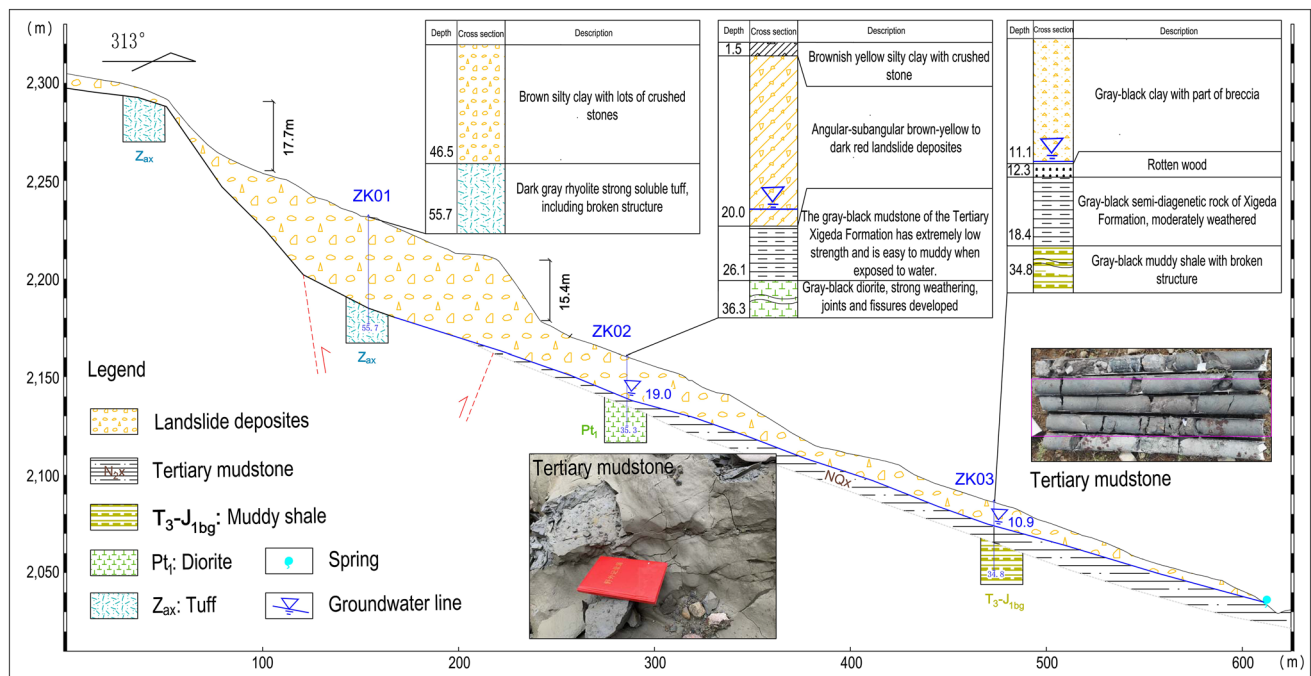 (m)
313°
2,300
2,250
2,200
2,150
2,100
2,050
17.7m
15.4m
Zax
ZK01
55.7
Zax
ZK02
19.0
Pt1
35.3
NQx
ZK03
10.9
34.8
T3-J1bg
Depth Cross section Description
46.5
Brown silty clay with lots of crushed
stones
55.7
Dark gray rhyolite strong soluble tuff,
including broken structure
Depth Cross section Description
1.5
Brownish yellow silty clay with crushed
stone
20.0
Angular-subangular brown-yellow to
dark red landslide deposites
26.1
The gray-black mudstone of the Tertiary
Xigeda Formation has extremely low
strength and is easy to muddy when
exposed to water.
36.3
Gray-black diorite, strong weathering,
joints and fissures developed
Depth Cross section Description
11.1
Gray-black clay with part of breccia
12.3
Rotten wood
18.4
Gray-black semi-diagenetic rock of Xigeda
Formation, moderately weathered
34.8
Gray-black muddy shale with broken
structure
Legend
Landslide deposites
N2x
Tertiary mudstone
T3-J1bg: Muddy shale
Pt1: Diorite
Spring
Zax: Tuff
Groundwater line
Tertiary mudstone
Tertiary mudstone
100
200
300
400
500
600
(m)